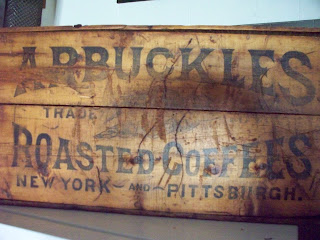 ARBUCKLES
TRADE
ROASTED COFFEES
NEW YORK - AND - PITTSBURGH.